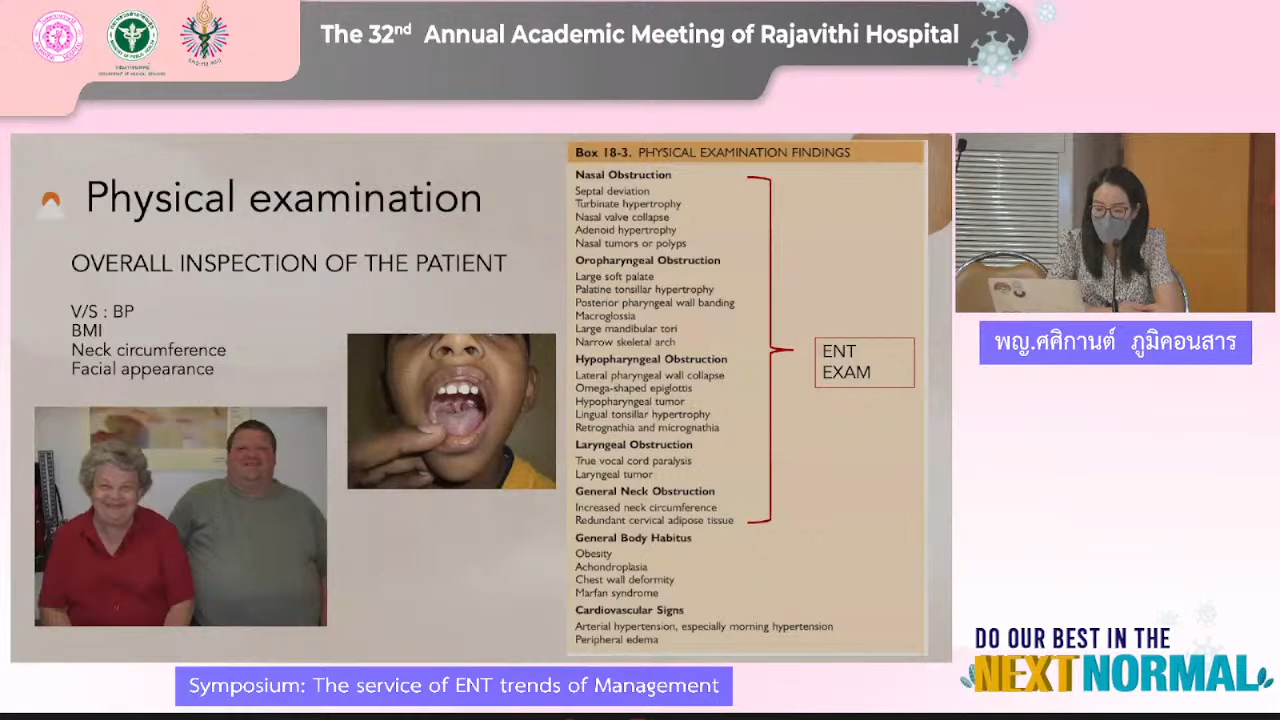 The 32nd Annual Academic Meeting of Rajavithi Hospital
Physical examination
OVERALL INSPECTION OF THE PATIENT
V/S : BP
BMI
Neck circumference
Facial appearance
Box 18-3. PHYSICAL EXAMINATION FINDINGS
Nasal Obstruction
Septal deviation
Turbinate hypertrophy
Nasal valve collapse
Adenoid hypertrophy
Nasal tumors or polyps
Oropharyngeal Obstruction
Large soft palate
Palatine tonsillar hypertrophy
Posterior pharyngeal wall banding
Macroglossia
Large mandibular tori
Narrow skeletal arch
Hypopharyngeal Obstruction
Lateral pharyngeal wall collapse
Omega-shaped epiglottis
Hypopharyngeal tumor
Lingual tonsillar hypertrophy
Retrognathia and micrognathia
Laryngeal Obstruction
True vocal cord paralysis
Laryngeal tumor
General Neck Obstruction
Increased neck circumference
Redundant cervical adipose tissue
General Body Habitus
Obesity
Achondroplasia
Chest wall deformity
Marfan syndrome
Cardiovascular Signs
Arterial hypertension, especially morning hypertension
Peripheral edema
ENT
EXAM
พญ.ศศิกานต์ ภูมิคอนสาร
DO OUR BEST IN THE
NEXT NORMAL
Symposium: The service of ENT trends of Management